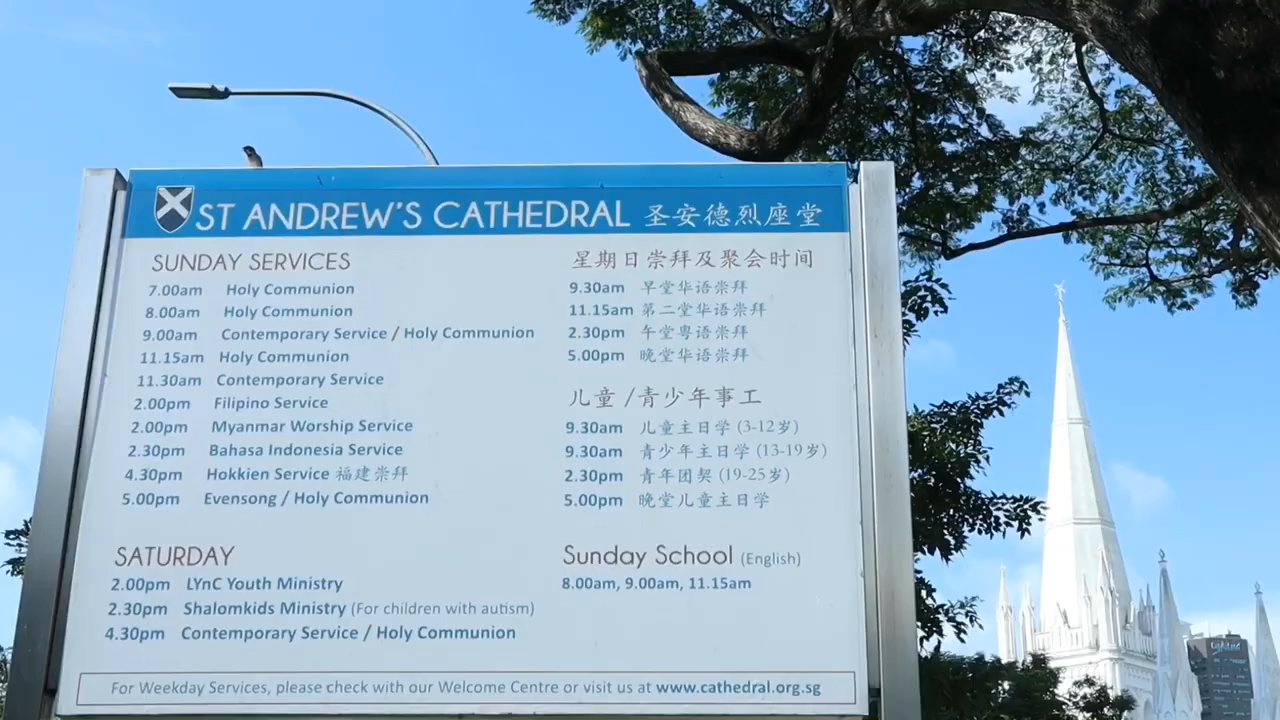 ST ANDREW'S CATHEDRAL 圣安德烈座堂
SUNDAY SERVICES
7.00am Holy Communion
8.00am Holy Communion
9.00am Contemporary Service / Holy Communion
11.15am Holy Communion
11.30am Contemporary Service
2.00pm Filipino Service
2.00pm Myanmar Worship Service
2.30pm Bahasa Indonesia Service
4.30pm Hokkien Service 福建崇拜
5.00pm Evensong / Holy Communion
SATURDAY
2.00pm LYnC Youth Ministry
2.30pm Shalomkids Ministry (For children with autism)
4.30pm Contemporary Service / Holy Communion
星期日崇拜及聚会时间
9.30am 早堂华语崇拜
11.15am 第二堂华语崇拜
2.30pm 午堂粤语崇拜
5.00pm 晚堂华语崇拜
儿童 /青少年事工
9.30am 儿童主日学 (3-12岁)
9.30am 青少年主日学 (13-19岁)
2.30pm 青年团契 (19-25岁)
5.00pm 晚堂儿童主日学
Sunday School (English)
8.00am, 9.00am, 11.15am
For Weekday Services, please check with our Welcome Centre or visit us at www.cathedral.org.sg